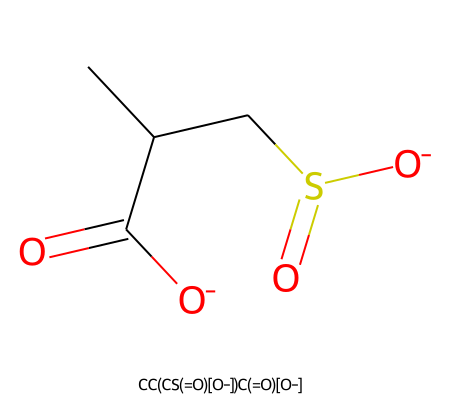 O
O⁻
S
O⁻
O
CC(CS(=O)[O-])C(=O)[O-]